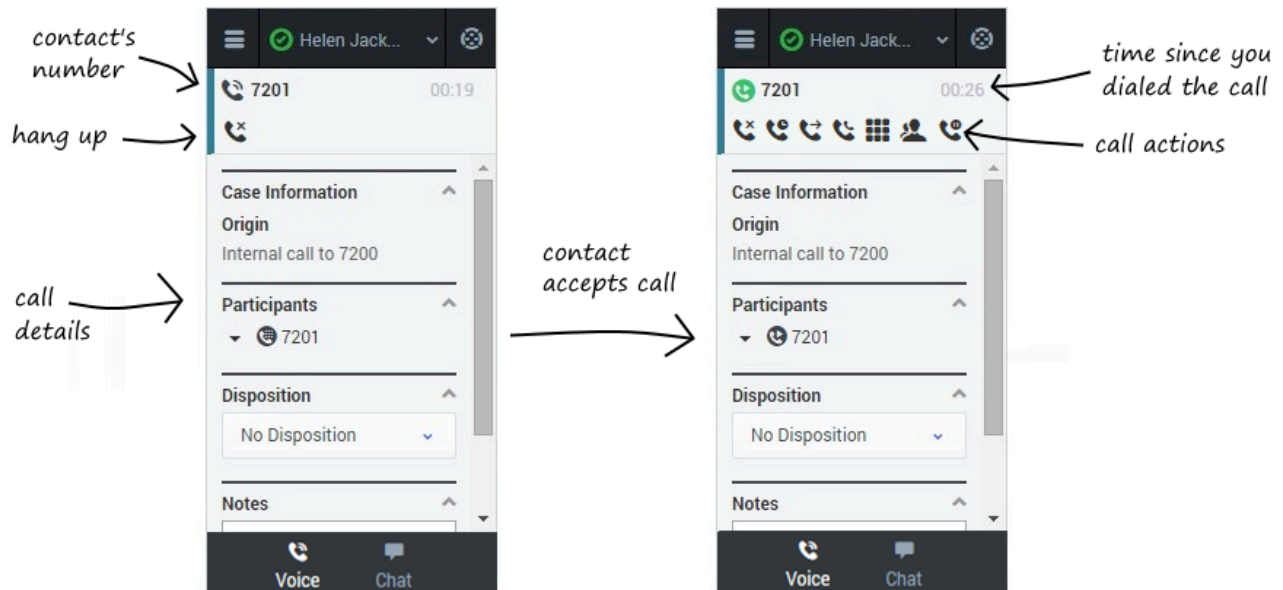 contact's
number
hang up
call
details
Helen Jack...
7201
00:19
Case Information
Origin
Internal call to 7200
Participants
7201
Disposition
No Disposition
Notes
Voice
Chat
contact
accepts call
Helen Jack...
7201
00:26
Case Information
Origin
Internal call to 7200
Participants
7201
Disposition
No Disposition
Notes
Voice
Chat
time since you
dialed the call
call actions